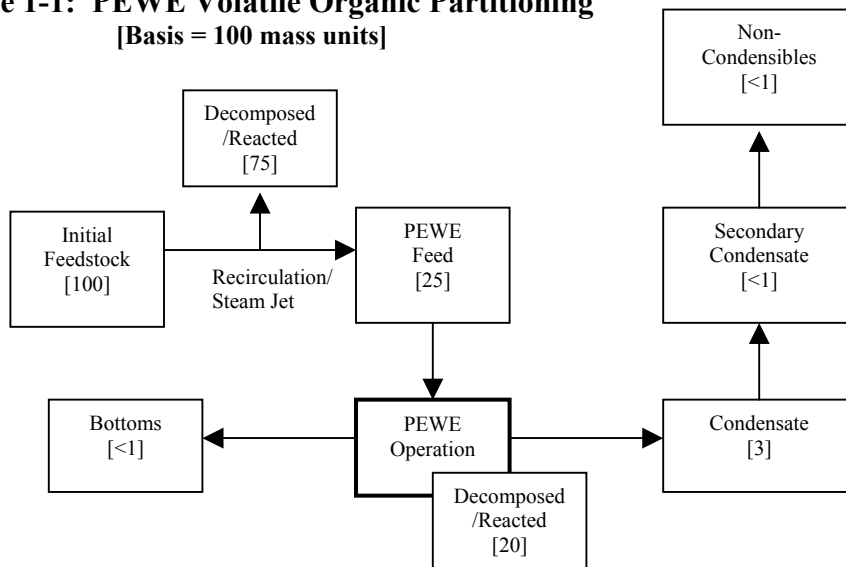 e 1-1: PEWE Volatile Organic Partitioning
[Basis = 100 mass units]
Non-
Condensibles
[<1]
Decomposed
/Reacted
[75]
Initial
Feedstock
[100]
Recirculation/
Steam Jet
PEWE
Feed
[25]
Secondary
Condensate
[<1]
Bottoms
[<1]
PEWE
Operation
Condensate
[3]
Decomposed
/Reacted
[20]